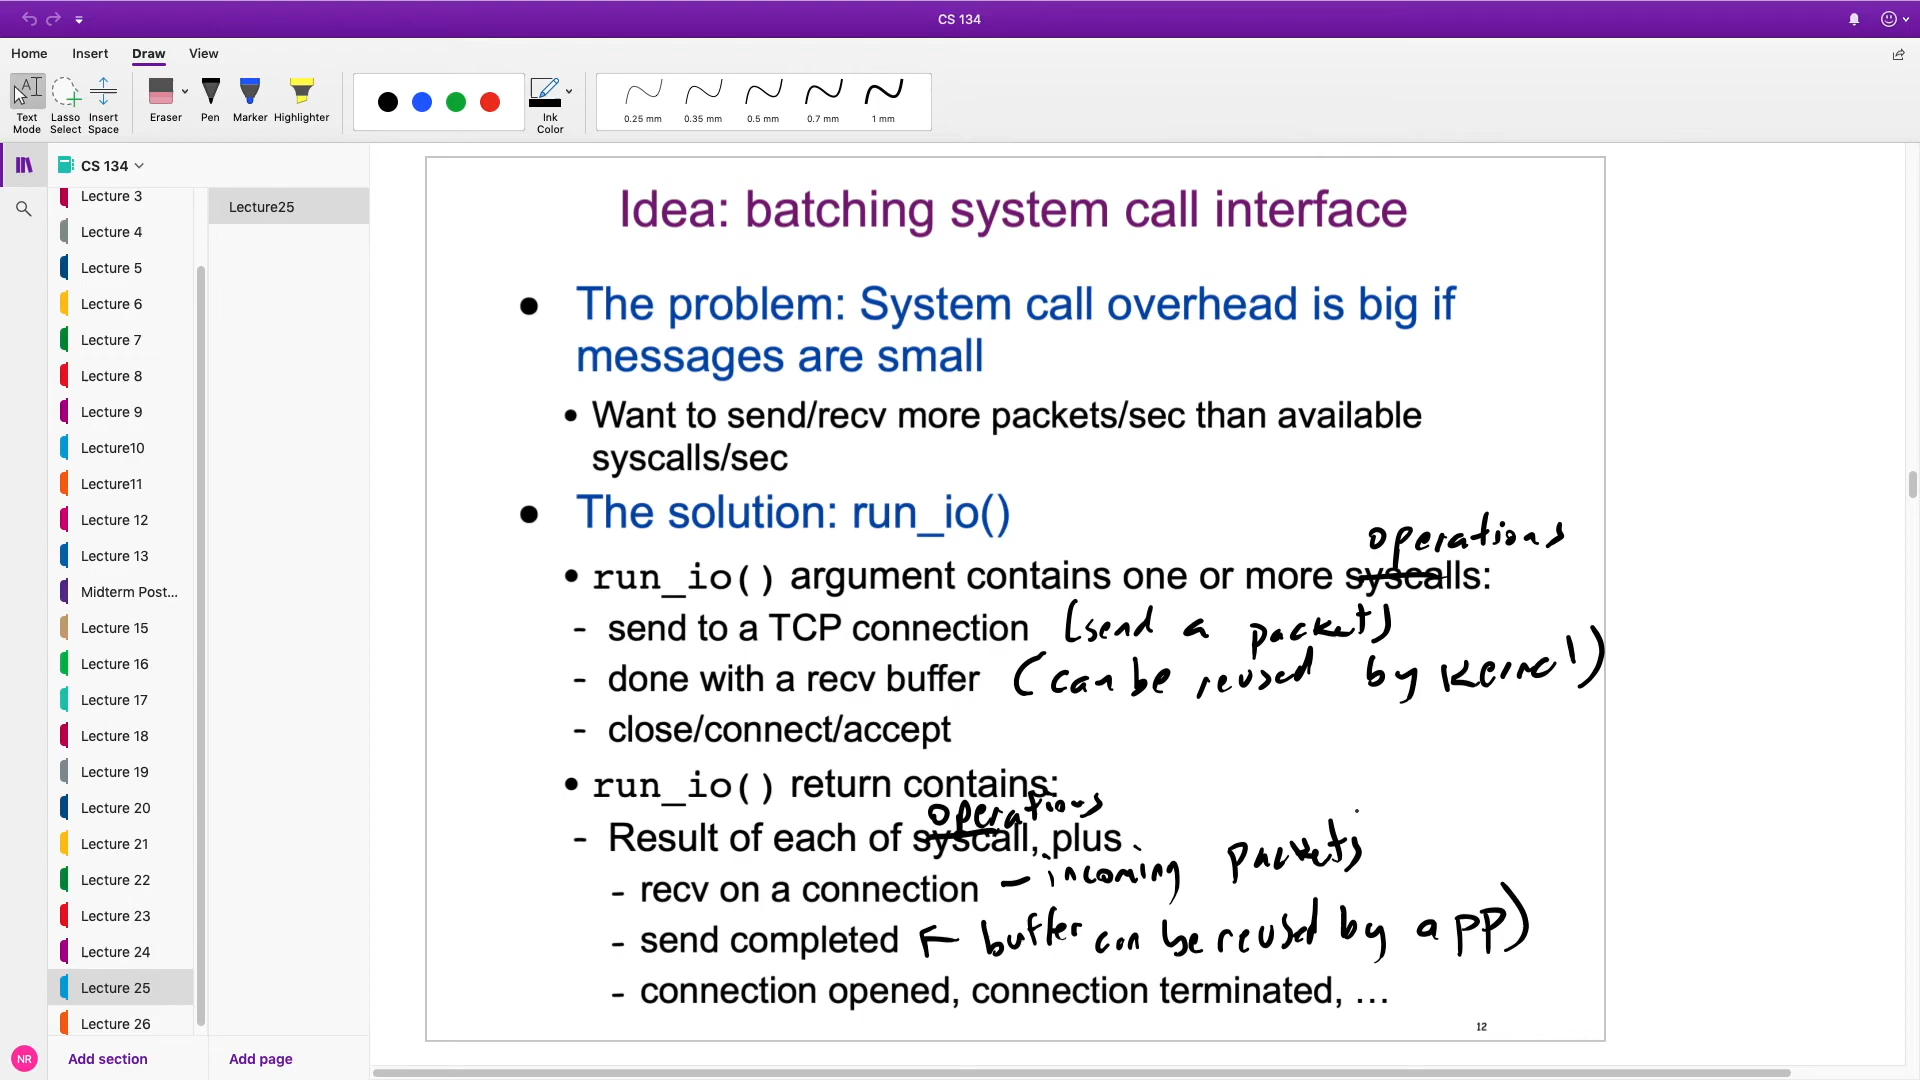 CS 134
Home Insert Draw View
Text Mode
Lasso Select
Insert Space
Eraser
Pen
Marker
Highlighter
Ink Color
0.25 mm 0.35 mm 0.5 mm 0.7 mm 1 mm
CS 134
Lecture 3
Lecture 4
Lecture 5
Lecture 6
Lecture 7
Lecture 8
Lecture 9
Lecture10
Lecture11
Lecture 12
Lecture 13
Midterm Post...
Lecture 15
Lecture 16
Lecture 17
Lecture 18
Lecture 19
Lecture 20
Lecture 21
Lecture 22
Lecture 23
Lecture 24
Lecture 25
Lecture 26
NR
Add section
Lecture25
Add page
Idea: batching system call interface
● The problem: System call overhead is big if
messages are small
• Want to send/recv more packets/sec than available
syscalls/sec
● The solution: run_io()
operations
• run_io() argument contains one or more syscalls:
- send to a TCP connection (send a packet)
- done with a recv buffer (can be reused by kernel)
- close/connect/accept
• run_io() return contains:
operations
- Result of each of syscall, plus
- recv on a connection - incoming packets
- send completed ← buffer can be reused by app)
- connection opened, connection terminated, …
12